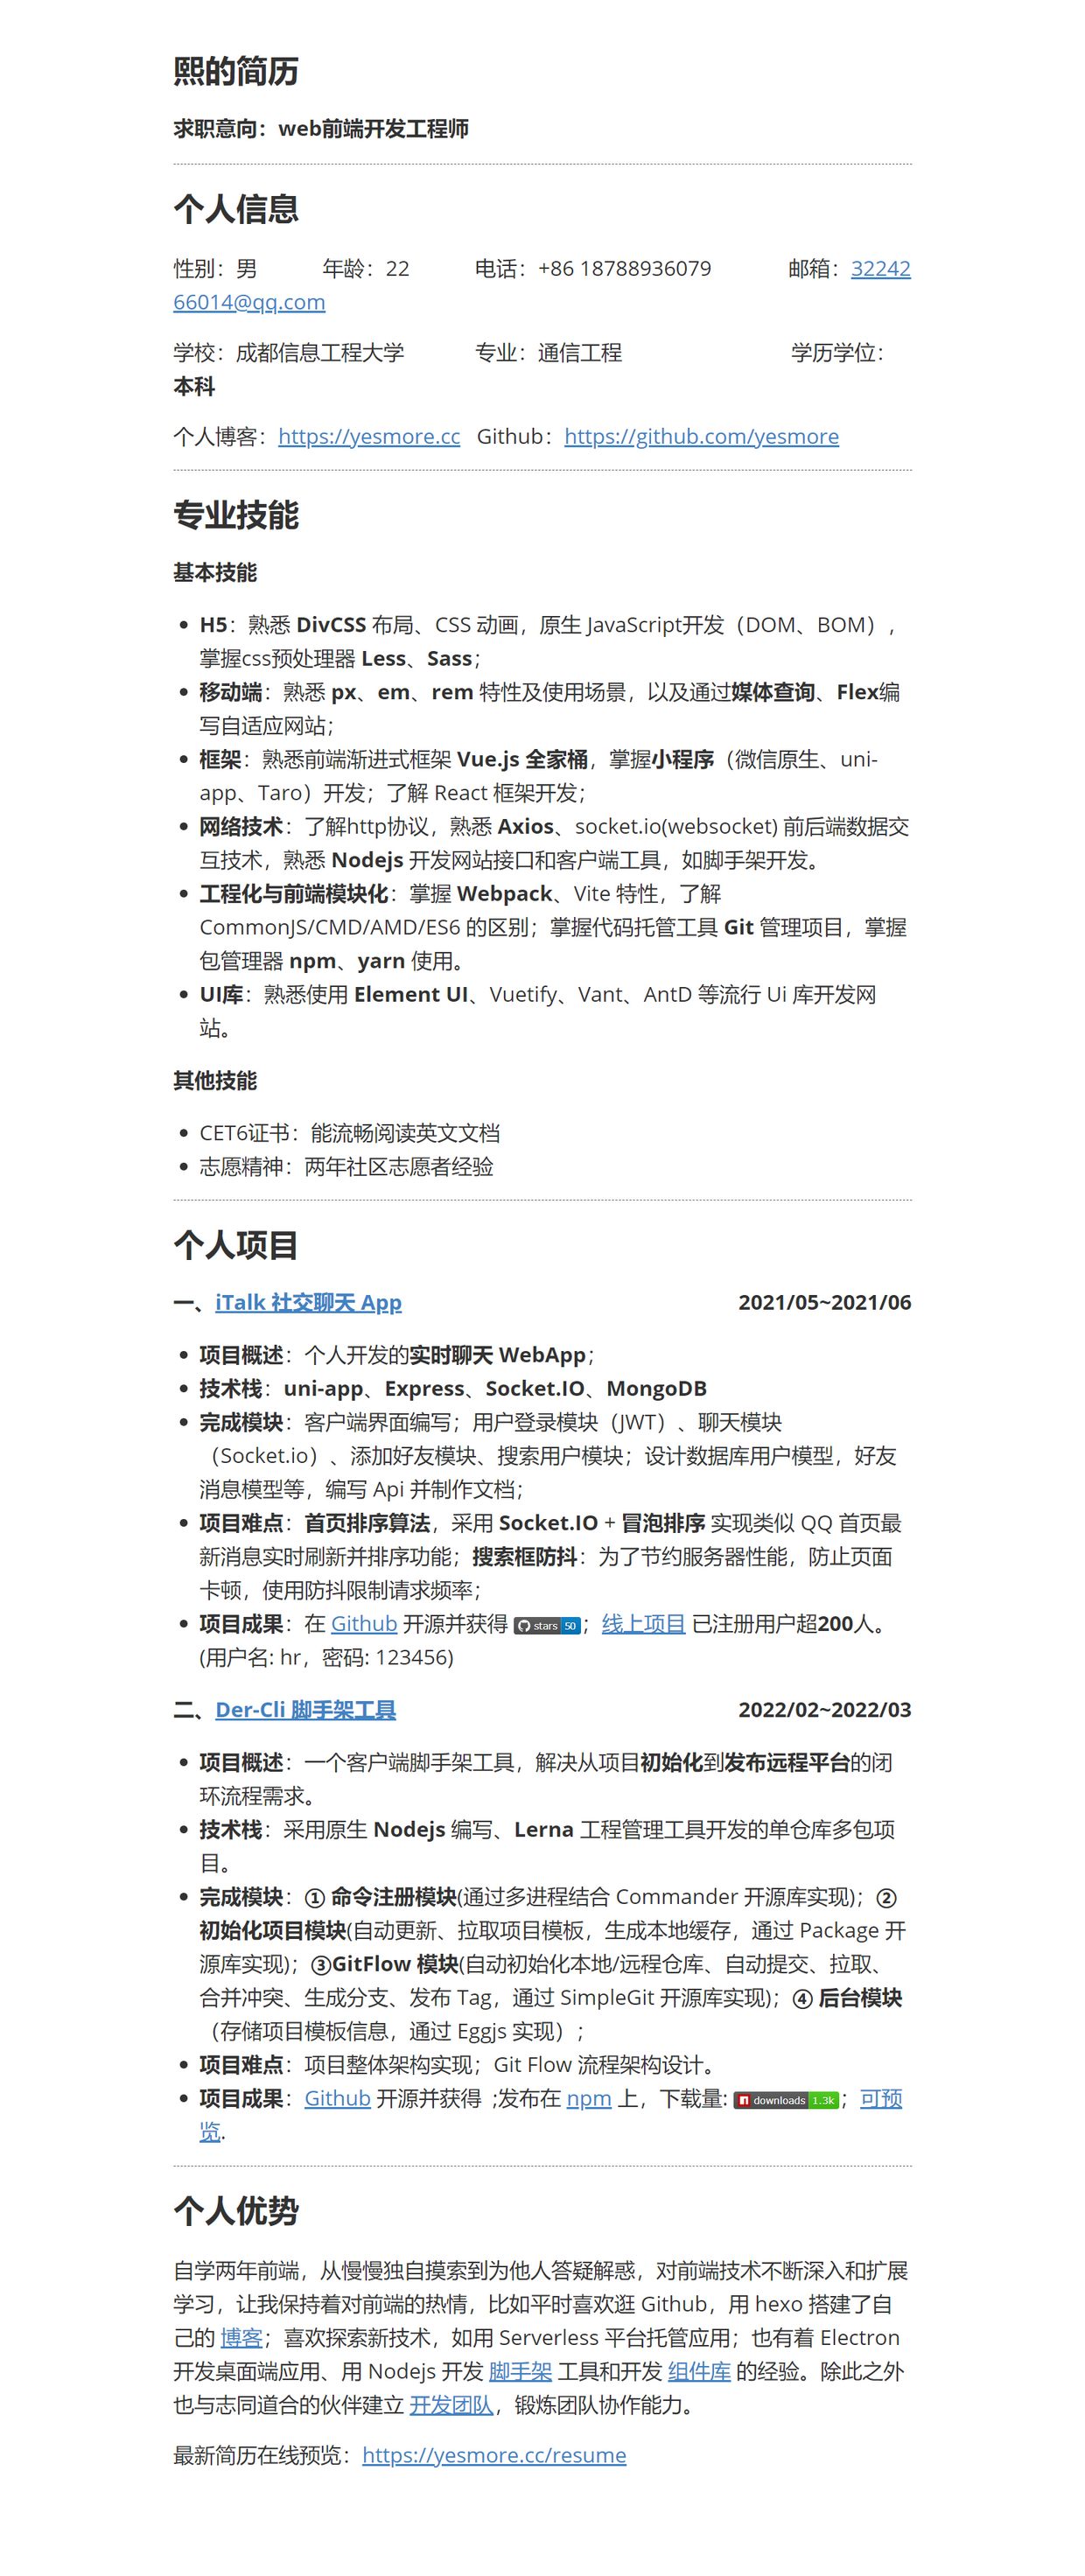 熙的简历
求职意向：web前端开发工程师
个人信息
性别：男 年龄：22 电话：+86 18788936079 邮箱：32242
66014@qq.com
学校：成都信息工程大学 专业：通信工程 学历学位：
本科
个人博客：https://yesmore.cc Github：https://github.com/yesmore
专业技能
基本技能
H5：熟悉 DivCSS 布局、CSS 动画，原生 JavaScript开发（DOM、BOM），
掌握css预处理器 Less、Sass；
移动端：熟悉 px、em、rem 特性及使用场景，以及通过媒体查询、Flex编
写自适应网站；
框架：熟悉前端渐进式框架 Vue.js 全家桶，掌握小程序（微信原生、uni-
app、Taro）开发；了解 React 框架开发；
网络技术：了解http协议，熟悉 Axios、socket.io(websocket) 前后端数据交
互技术，熟悉 Nodejs 开发网站接口和客户端工具，如脚手架开发。
工程化与前端模块化：掌握 Webpack、Vite 特性，了解
CommonJS/CMD/AMD/ES6 的区别；掌握代码托管工具 Git 管理项目，掌握
包管理器 npm、yarn 使用。
UI库：熟悉使用 Element UI、Vuetify、Vant、AntD 等流行 Ui 库开发网
站。
其他技能
CET6证书：能流畅阅读英文文档
志愿精神：两年社区志愿者经验
个人项目
一、iTalk 社交聊天 App 2021/05~2021/06
项目概述：个人开发的实时聊天 WebApp；
技术栈：uni-app、Express、Socket.IO、MongoDB
完成模块：客户端界面编写；用户登录模块（JWT）、聊天模块
（Socket.io）、添加好友模块、搜索用户模块；设计数据库用户模型，好友
消息模型等，编写 Api 并制作文档；
项目难点：首页排序算法，采用 Socket.IO + 冒泡排序 实现类似 QQ 首页最
新消息实时刷新并排序功能；搜索框防抖：为了节约服务器性能，防止页面
卡顿，使用防抖限制请求频率；
项目成果：在 Github 开源并获得 stars 50；线上项目 已注册用户超200人。
(用户名: hr，密码: 123456)
二、Der-Cli 脚手架工具 2022/02~2022/03
项目概述：一个客户端脚手架工具，解决从项目初始化到发布远程平台的闭
环流程需求。
技术栈：采用原生 Nodejs 编写、Lerna 工程管理工具开发的单仓库多包项
目。
完成模块：① 命令注册模块(通过多进程结合 Commander 开源库实现)；②
初始化项目模块(自动更新、拉取项目模板，生成本地缓存，通过 Package 开
源库实现)；③GitFlow 模块(自动初始化本地/远程仓库、自动提交、拉取、
合并冲突、生成分支、发布 Tag，通过 SimpleGit 开源库实现)；④ 后台模块
（存储项目模板信息，通过 Eggjs 实现）；
项目难点：项目整体架构实现；Git Flow 流程架构设计。
项目成果：Github 开源并获得 ;发布在 npm 上，下载量: n downloads 1.3k；可预
览.
个人优势
自学两年前端，从慢慢独自摸索到为他人答疑解惑，对前端技术不断深入和扩展
学习，让我保持着对前端的热情，比如平时喜欢逛 Github，用 hexo 搭建了自
己的 博客；喜欢探索新技术，如用 Serverless 平台托管应用；也有着 Electron
开发桌面端应用、用 Nodejs 开发 脚手架 工具和开发 组件库 的经验。除此之外
也与志同道合的伙伴建立 开发团队，锻炼团队协作能力。
最新简历在线预览：https://yesmore.cc/resume